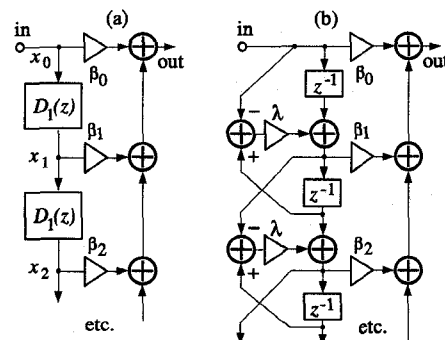 (a)
in
x₀
β₀
out
D₁(z)
x₁
β₁
D₁(z)
x₂
β₂
etc.
(b)
in
β₀
out
z⁻¹
−
λ
+
β₁
z⁻¹
−
λ
+
β₂
z⁻¹
etc.